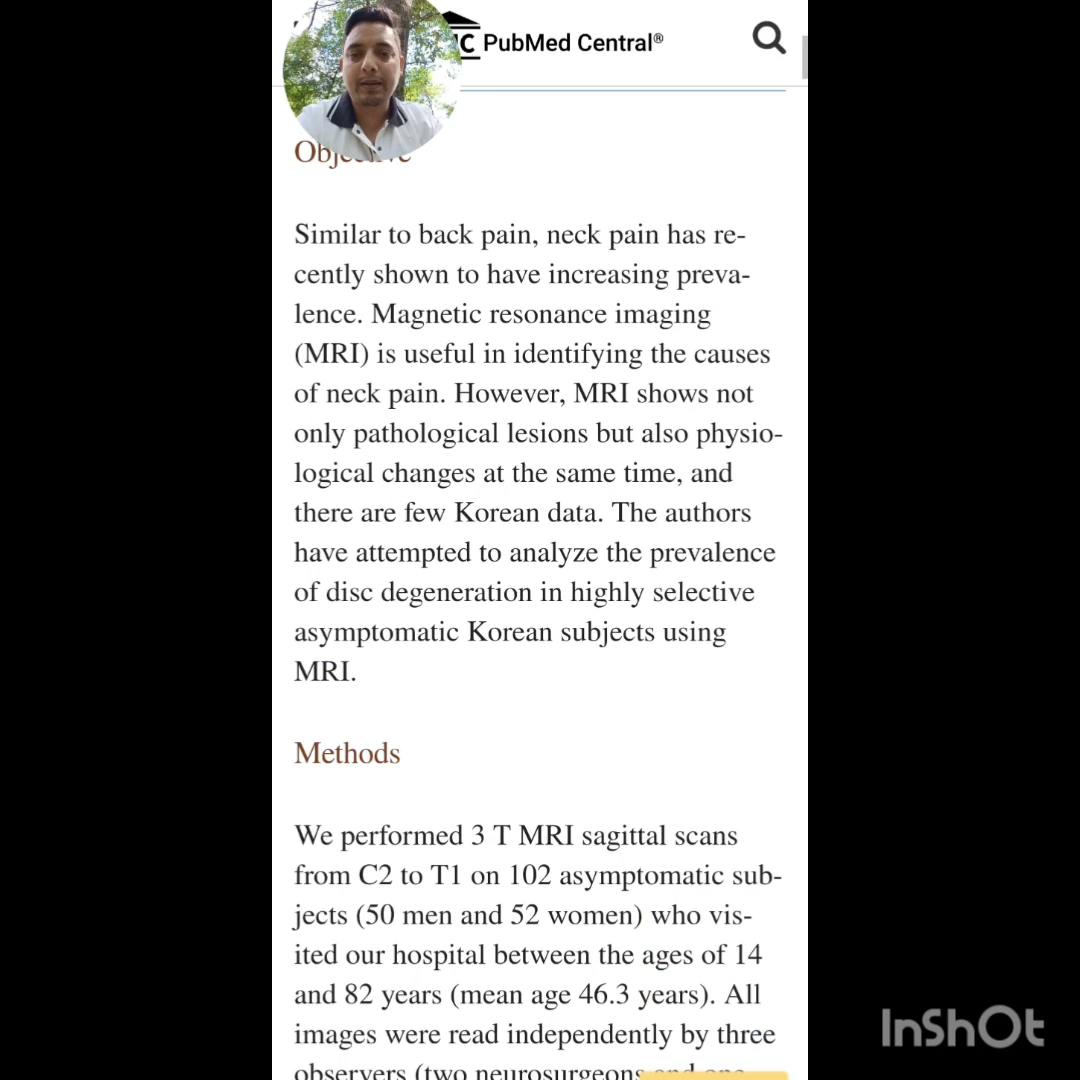 C PubMed Central®
Objective
Similar to back pain, neck pain has re-
cently shown to have increasing preva-
lence. Magnetic resonance imaging
(MRI) is useful in identifying the causes
of neck pain. However, MRI shows not
only pathological lesions but also physio-
logical changes at the same time, and
there are few Korean data. The authors
have attempted to analyze the prevalence
of disc degeneration in highly selective
asymptomatic Korean subjects using
MRI.
Methods
We performed 3 T MRI sagittal scans
from C2 to T1 on 102 asymptomatic sub-
jects (50 men and 52 women) who vis-
ited our hospital between the ages of 14
and 82 years (mean age 46.3 years). All
images were read independently by three
observers (two neurosurgeons and one
InShOt